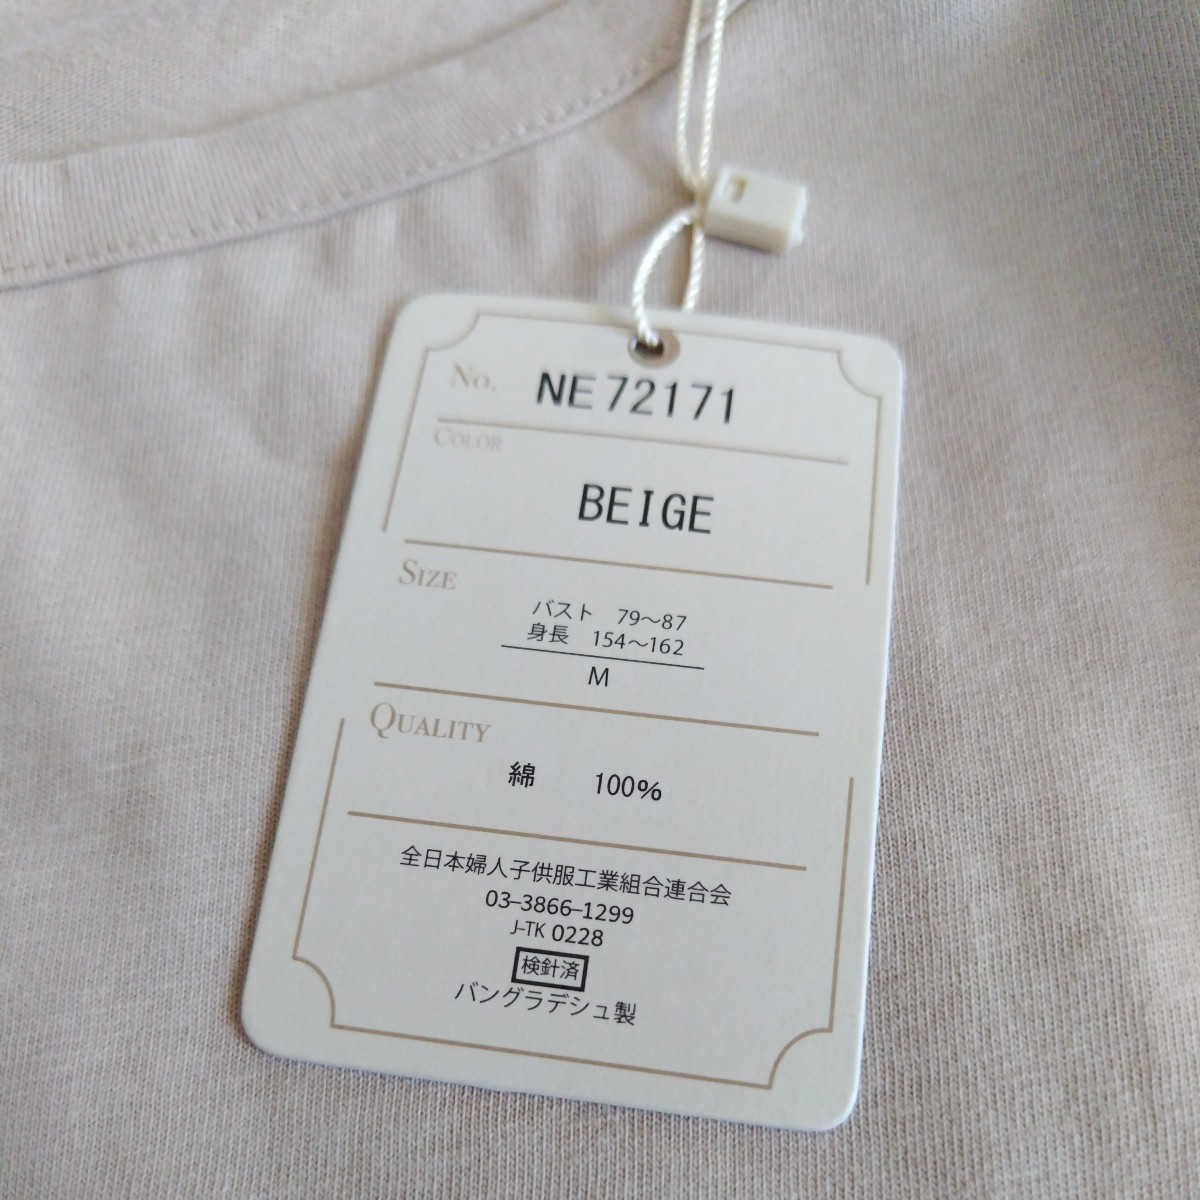 No. NE72171
COLOR
BEIGE
SIZE
バスト 79〜87
身長 154〜162
M
QUALITY
綿 100%
全日本婦人子供服工業組合連合会
03-3866-1299
J-TK 0228
検針済
バングラデシュ製